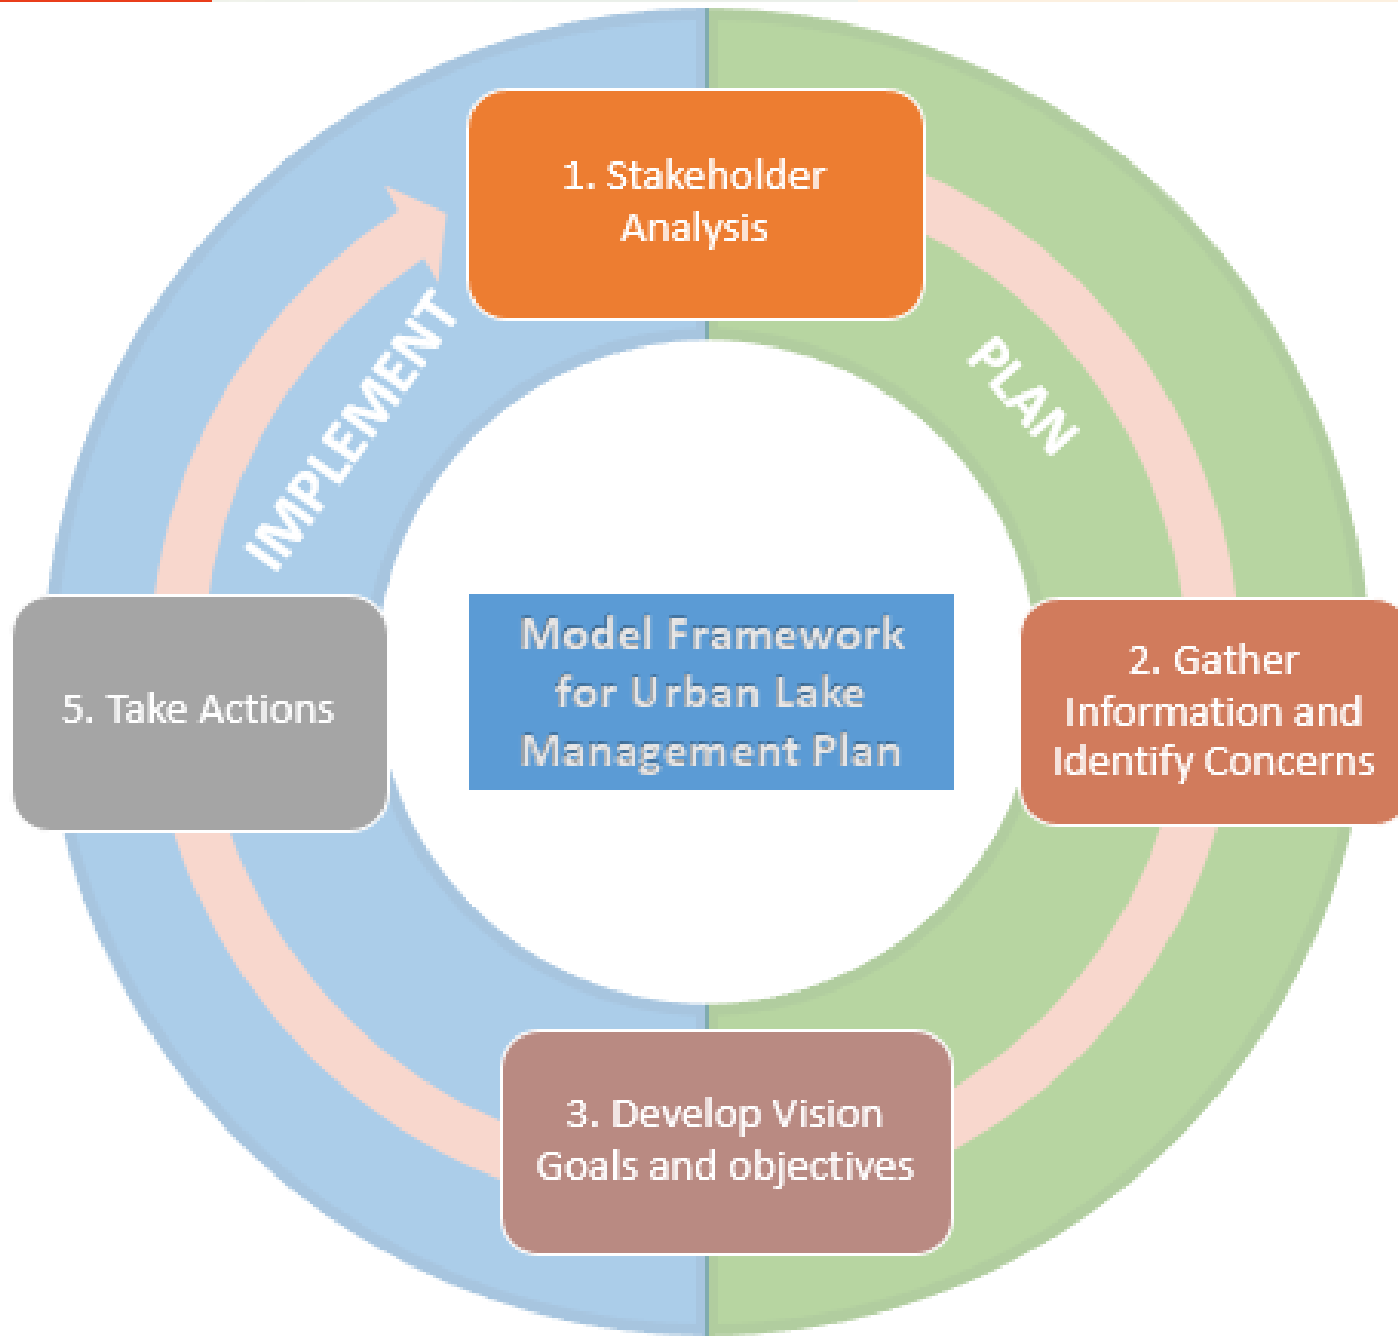 1. Stakeholder
Analysis
PLAN
2. Gather
Information and
Identify Concerns
3. Develop Vision
Goals and objectives
5. Take Actions
IMPLEMENT
Model Framework
for Urban Lake
Management Plan